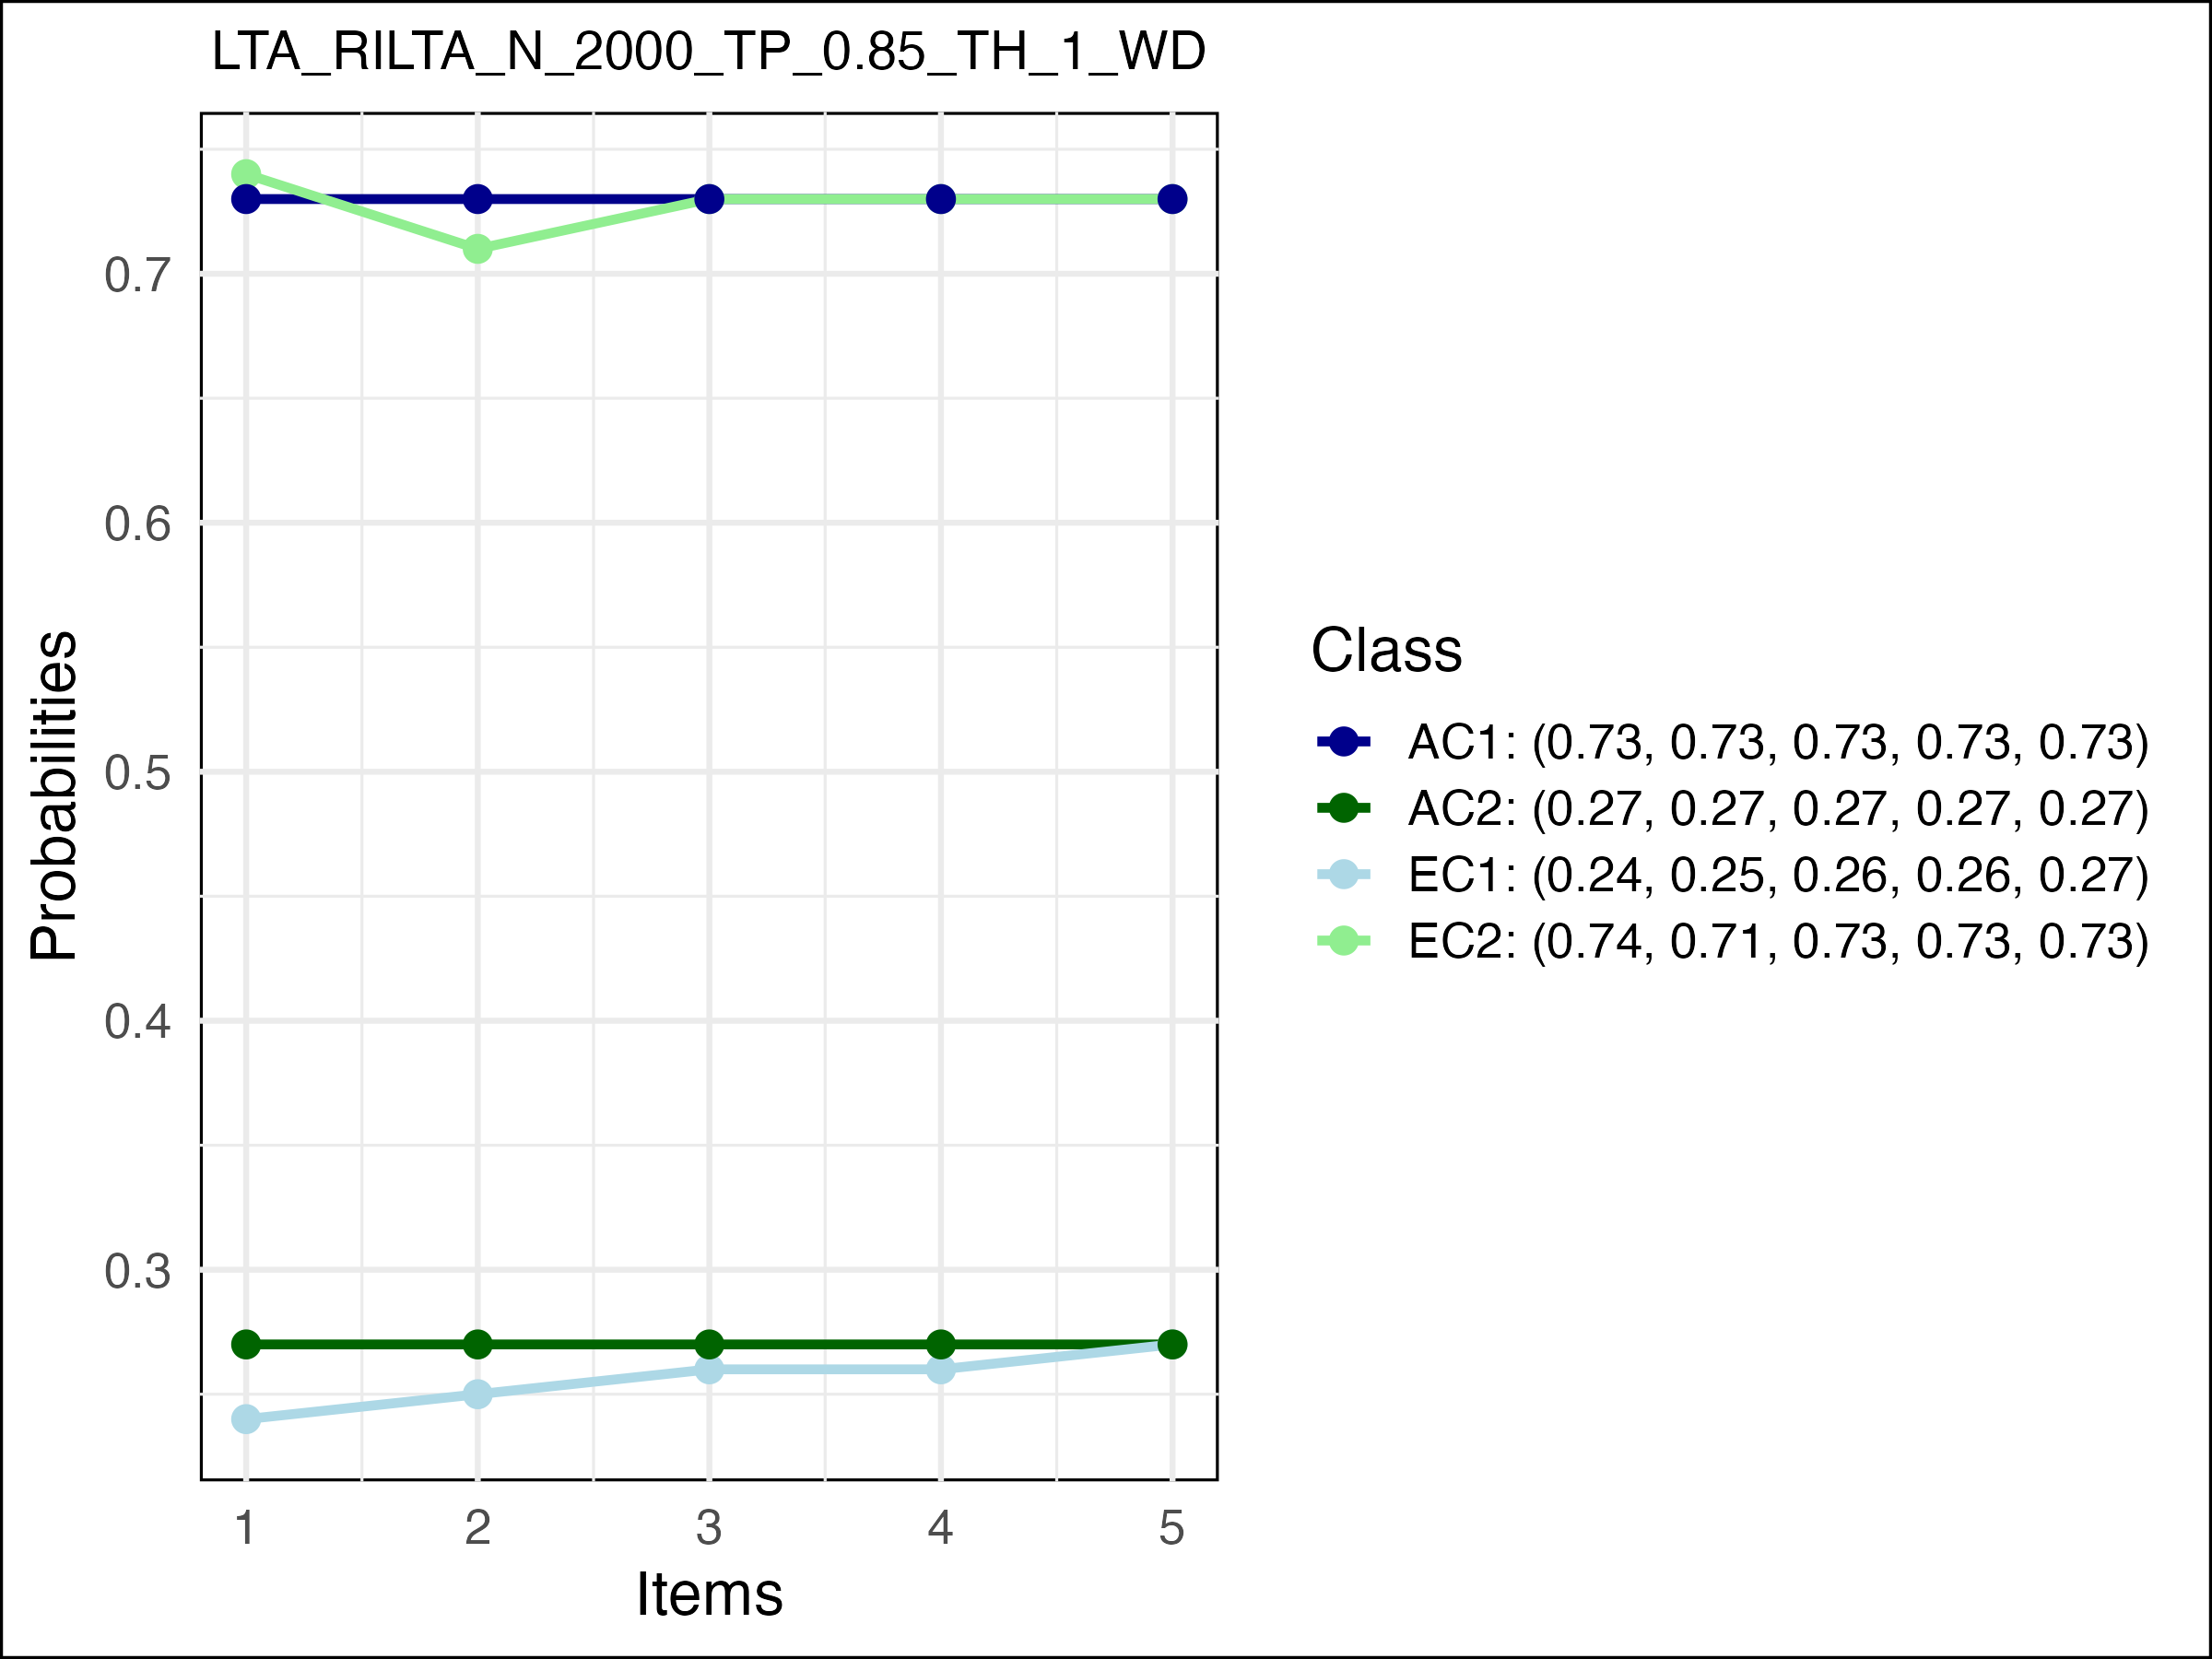 LTA_RILTA_N_2000_TP_0.85_TH_1_WD
Probabilities
0.7
0.6
0.5
0.4
0.3
1 2 3 4 5
Items
Class
AC1: (0.73, 0.73, 0.73, 0.73, 0.73)
AC2: (0.27, 0.27, 0.27, 0.27, 0.27)
EC1: (0.24, 0.25, 0.26, 0.26, 0.27)
EC2: (0.74, 0.71, 0.73, 0.73, 0.73)